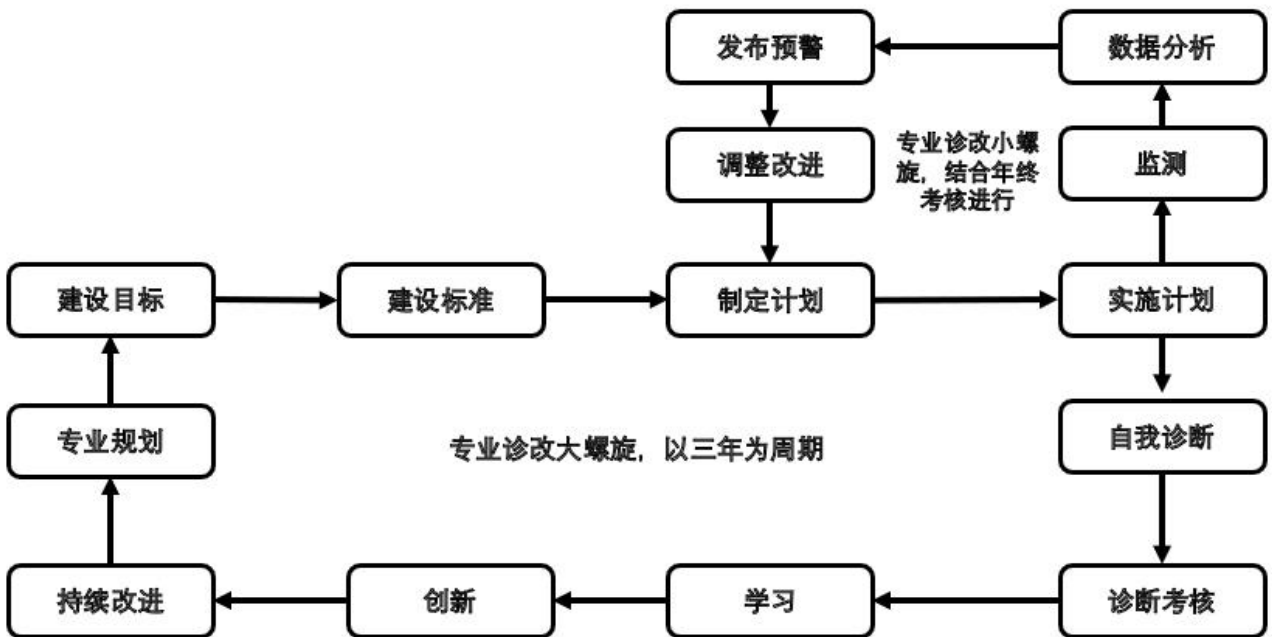 发布预警
数据分析
调整改进
专业诊改小螺
旋，结合年终
考核进行
监测
建设目标
建设标准
制定计划
实施计划
专业规划
专业诊改大螺旋，以三年为周期
自我诊断
持续改进
创新
学习
诊断考核